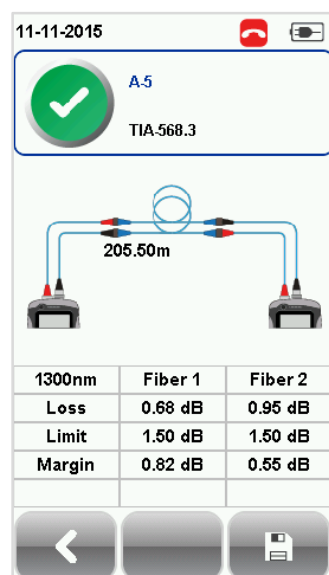 11-11-2015
A-5
TIA-568.3
205.50m
1300nm Fiber 1 Fiber 2
Loss 0.68 dB 0.95 dB
Limit 1.50 dB 1.50 dB
Margin 0.82 dB 0.55 dB